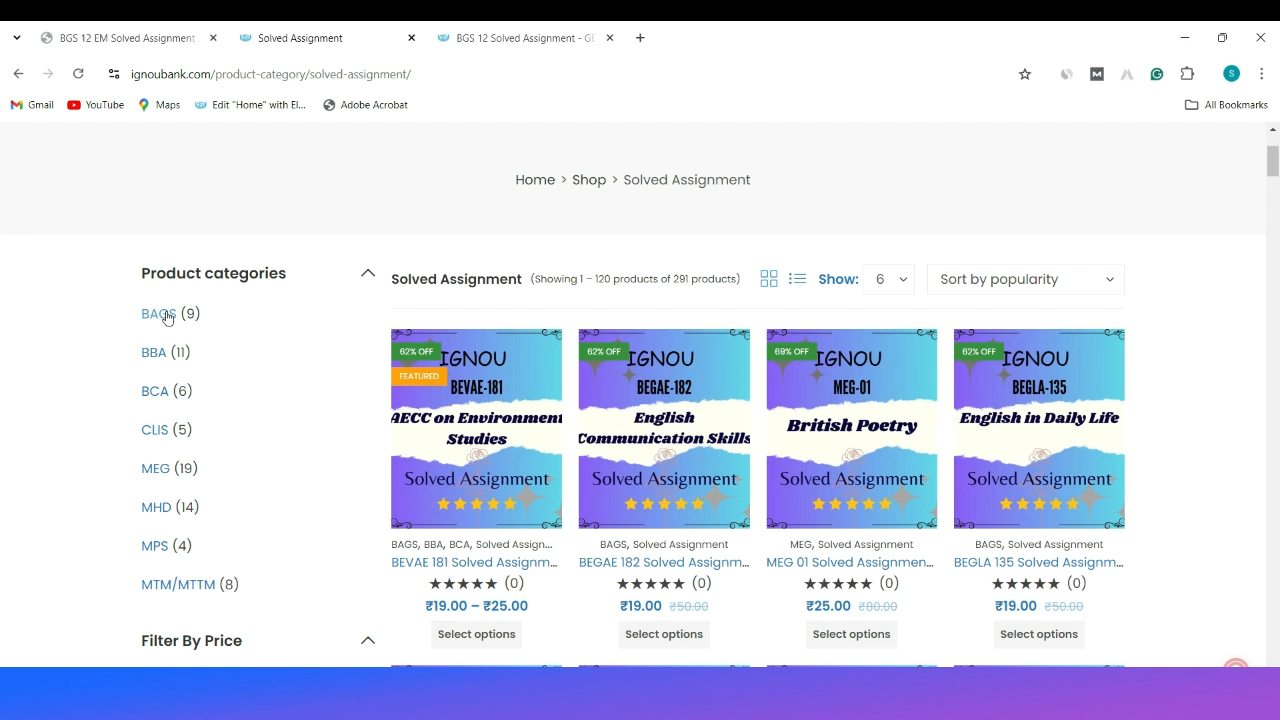 BGS 12 EM Solved Assignment
Solved Assignment
BGS 12 Solved Assignment - GE
ignoubank.com/product-category/solved-assignment/
S
Gmail
YouTube
Maps
Edit "Home" with El...
Adobe Acrobat
All Bookmarks
Home > Shop > Solved Assignment
Product categories
BAGS (9)
BBA (11)
BCA (6)
CLIS (5)
MEG (19)
MHD (14)
MPS (4)
MTM/MTTM (8)
Filter By Price
Solved Assignment (Showing 1 – 120 products of 291 products)
Show: 6
Sort by popularity
62% OFF
FEATURED
IGNOU
BEVAE-181
AECC on Environment
Studies
Solved Assignment
BAGS, BBA, BCA, Solved Assign...
BEVAE 181 Solved Assignm...
(0)
₹19.00 – ₹25.00
Select options
62% OFF
IGNOU
BEGAE-182
English
Communication Skills
Solved Assignment
BAGS, Solved Assignment
BEGAE 182 Solved Assignm...
(0)
₹19.00 ₹50.00
Select options
69% OFF
IGNOU
MEG-01
British Poetry
Solved Assignment
MEG, Solved Assignment
MEG 01 Solved Assignmen...
(0)
₹25.00 ₹80.00
Select options
62% OFF
IGNOU
BEGLA-135
English in Daily Life
Solved Assignment
BAGS, Solved Assignment
BEGLA 135 Solved Assignm...
(0)
₹19.00 ₹50.00
Select options